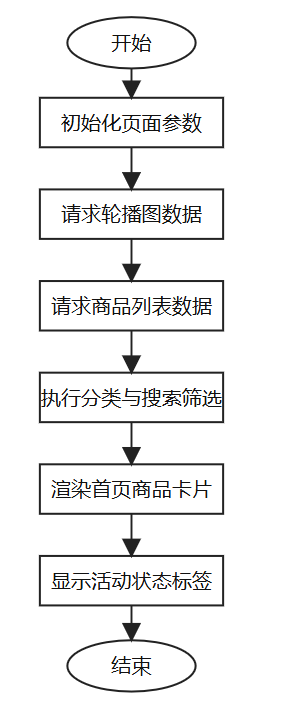 开始
初始化页面参数
请求轮播图数据
请求商品列表数据
执行分类与搜索筛选
渲染首页商品卡片
显示活动状态标签
结束